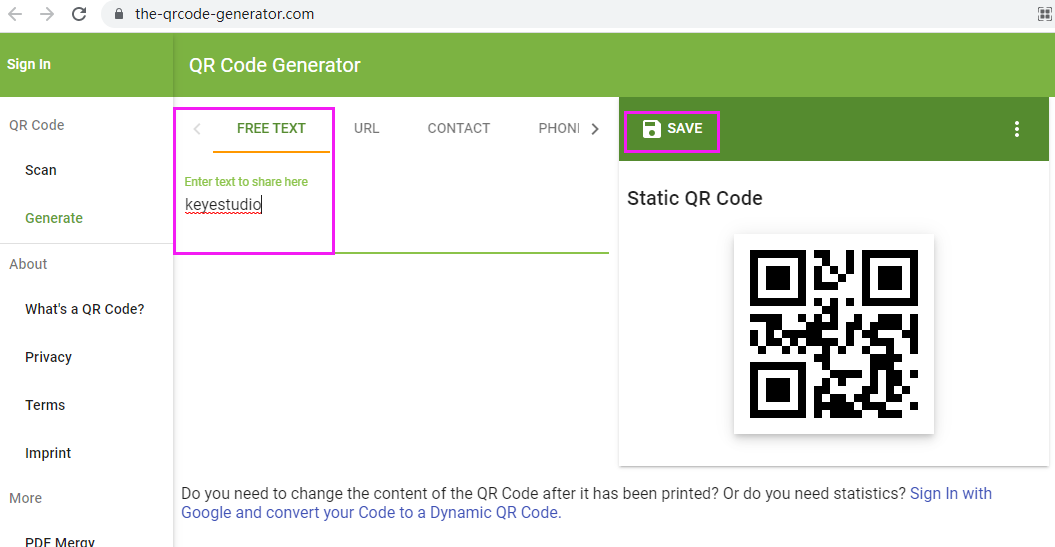 the-qrcode-generator.com
Sign In
QR Code Generator
QR Code
Scan
Generate
About
What's a QR Code?
Privacy
Terms
Imprint
More
PDF Mergy
FREE TEXT
URL
CONTACT
PHON
Enter text to share here
keyestudio
SAVE
Static QR Code
Do you need to change the content of the QR Code after it has been printed? Or do you need statistics? Sign In with
Google and convert your Code to a Dynamic QR Code.